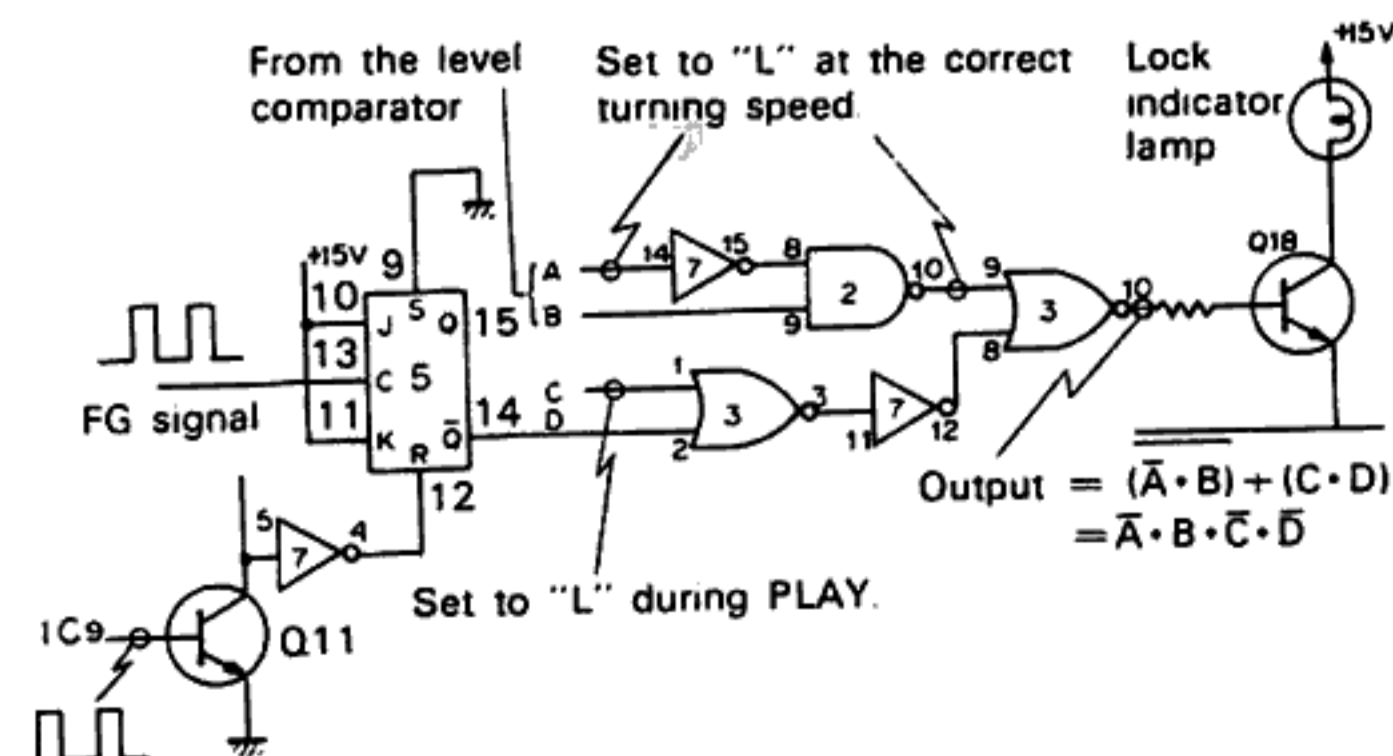 From the level
comparator
Set to "L" at the correct
turning speed.
Lock
indicator
lamp
+15V
+15V
9
10
J
S
Q
15
13
C
5
11
K
R
Q̅
14
12
FG signal
A
B
14
7
15
8
9
2
10
9
8
3
10
Q18
C
D
1
2
3
3
11
7
12
Output = (A̅•B)+(C•D)
=A̅•B•C̅•D̅
5
7
4
Set to "L" during PLAY.
IC9
Q11